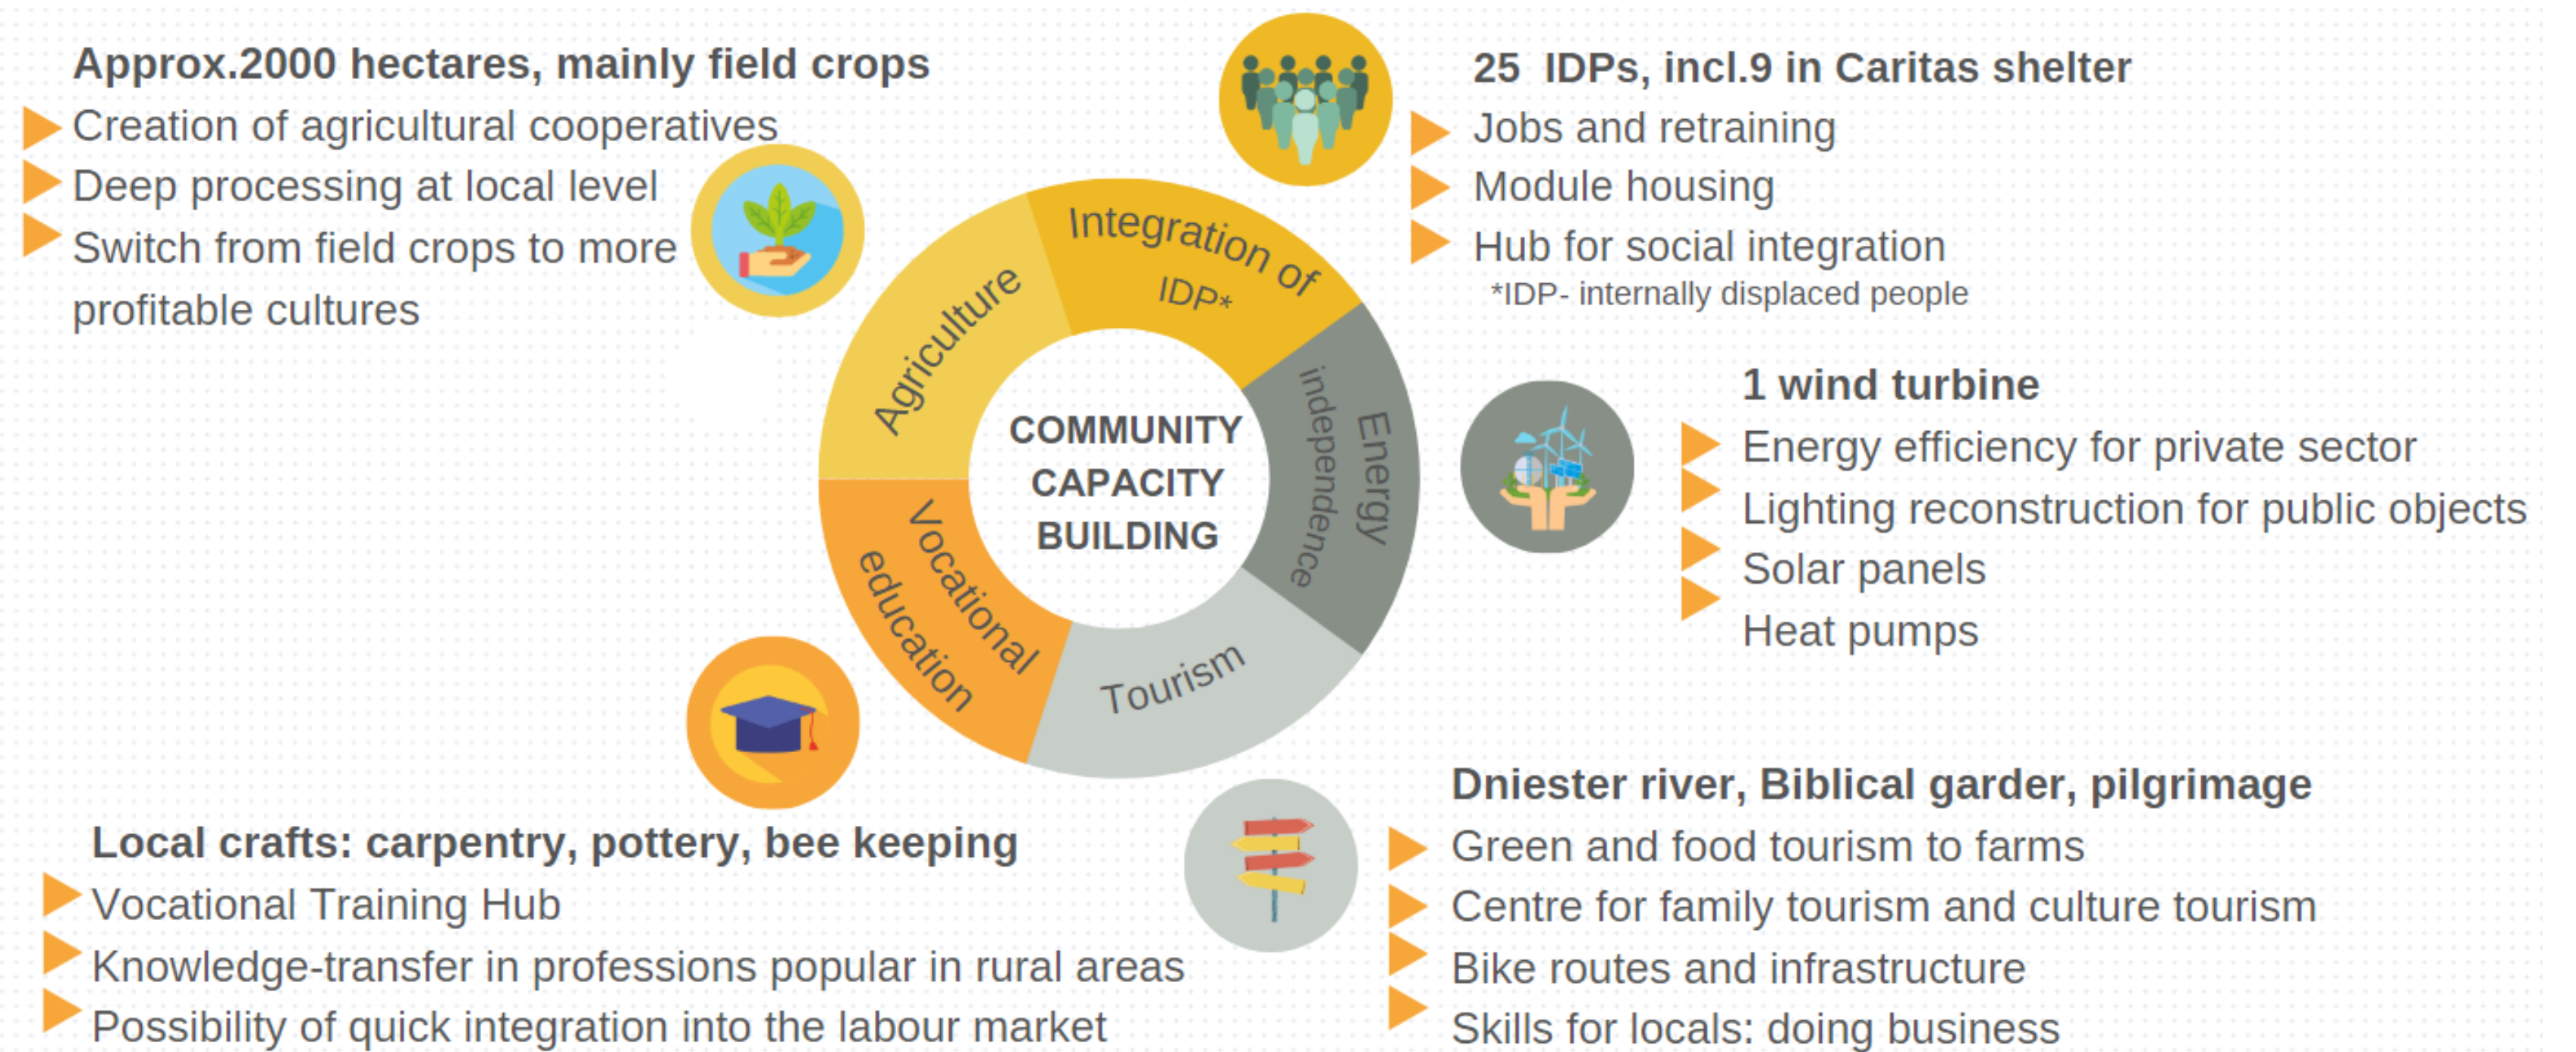 Approx.2000 hectares, mainly field crops
Creation of agricultural cooperatives
Deep processing at local level
Switch from field crops to more
profitable cultures
25 IDPs, incl.9 in Caritas shelter
Jobs and retraining
Module housing
Hub for social integration
*IDP- internally displaced people
Agriculture
Integration of
IDP*
Energy
independence
Tourism
Vocational
education
COMMUNITY
CAPACITY
BUILDING
1 wind turbine
Energy efficiency for private sector
Lighting reconstruction for public objects
Solar panels
Heat pumps
Local crafts: carpentry, pottery, bee keeping
Vocational Training Hub
Knowledge-transfer in professions popular in rural areas
Possibility of quick integration into the labour market
Dniester river, Biblical garder, pilgrimage
Green and food tourism to farms
Centre for family tourism and culture tourism
Bike routes and infrastructure
Skills for locals: doing business